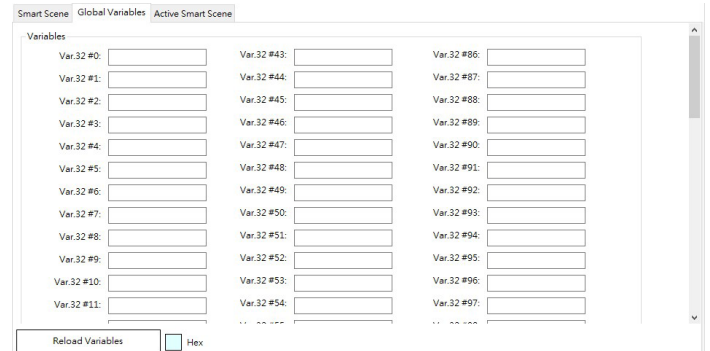 Smart Scene Global Variables Active Smart Scene
Variables
Var.32 #0: Var.32 #43: Var.32 #86:
Var.32 #1: Var.32 #44: Var.32 #87:
Var.32 #2: Var.32 #45: Var.32 #88:
Var.32 #3: Var.32 #46: Var.32 #89:
Var.32 #4: Var.32 #47: Var.32 #90:
Var.32 #5: Var.32 #48: Var.32 #91:
Var.32 #6: Var.32 #49: Var.32 #92:
Var.32 #7: Var.32 #50: Var.32 #93:
Var.32 #8: Var.32 #51: Var.32 #94:
Var.32 #9: Var.32 #52: Var.32 #95:
Var.32 #10: Var.32 #53: Var.32 #96:
Var.32 #11: Var.32 #54: Var.32 #97:
Reload Variables Hex